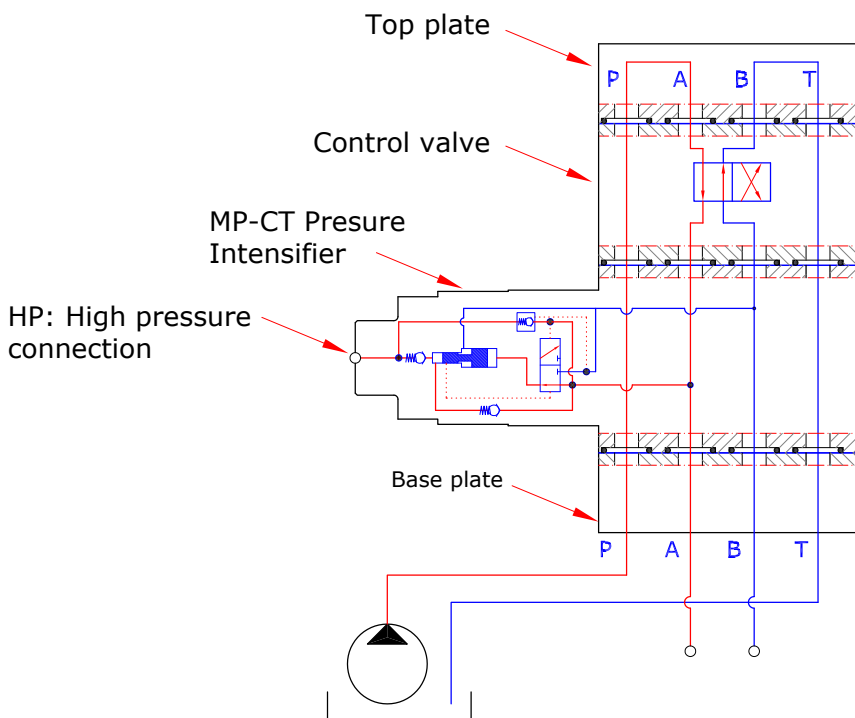 Top plate
P A B T
Control valve
MP-CT Presure
Intensifier
HP: High pressure
connection
Base plate
P A B T